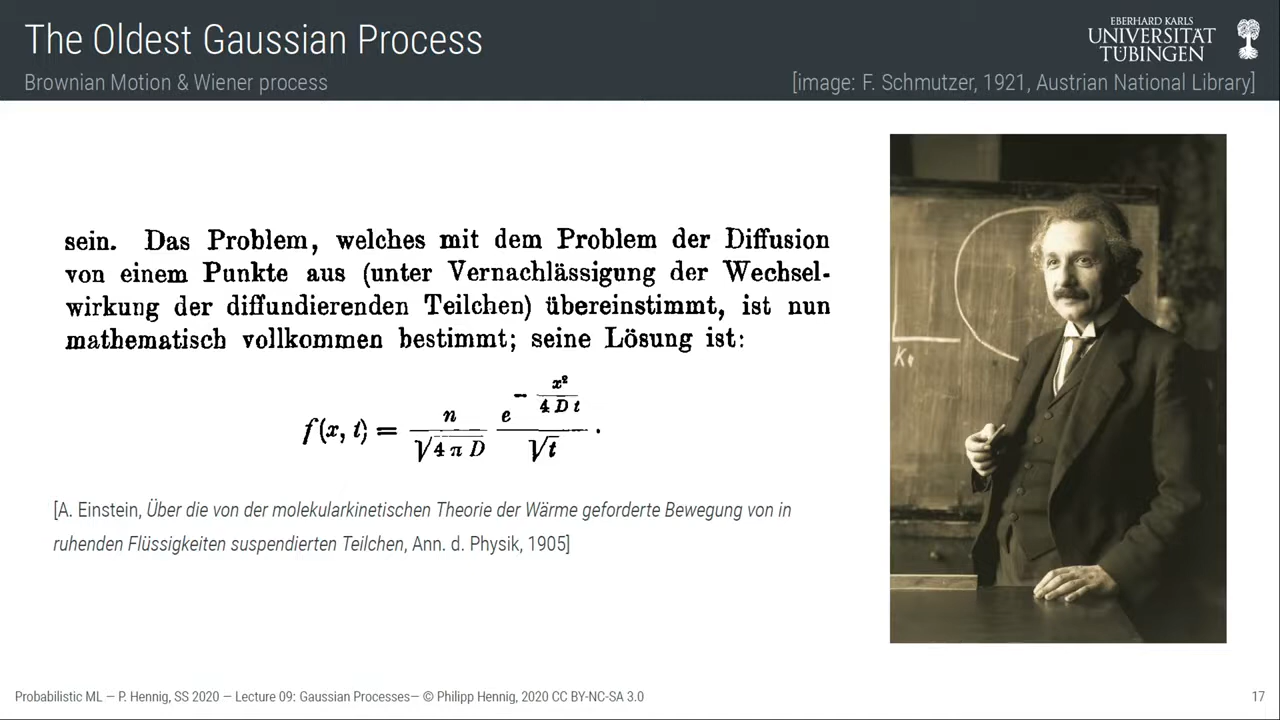 The Oldest Gaussian Process
Brownian Motion & Wiener process
EBERHARD KARLS
UNIVERSITÄT
TÜBINGEN
[image: F. Schmutzer, 1921, Austrian National Library]
sein. Das Problem, welches mit dem Problem der Diffusion
von einem Punkte aus (unter Vernachlässigung der Wechsel-
wirkung der diffundierenden Teilchen) übereinstimmt, ist nun
mathematisch vollkommen bestimmt; seine Lösung ist:
f(x, t) = n/√(4πD) · e^(−x²/(4Dt))/√t .
[A. Einstein, Über die von der molekularkinetischen Theorie der Wärme geforderte Bewegung von in
ruhenden Flüssigkeiten suspendierten Teilchen, Ann. d. Physik, 1905]
Probabilistic ML — P. Hennig, SS 2020 — Lecture 09: Gaussian Processes— © Philipp Hennig, 2020 CC BY-NC-SA 3.0
17